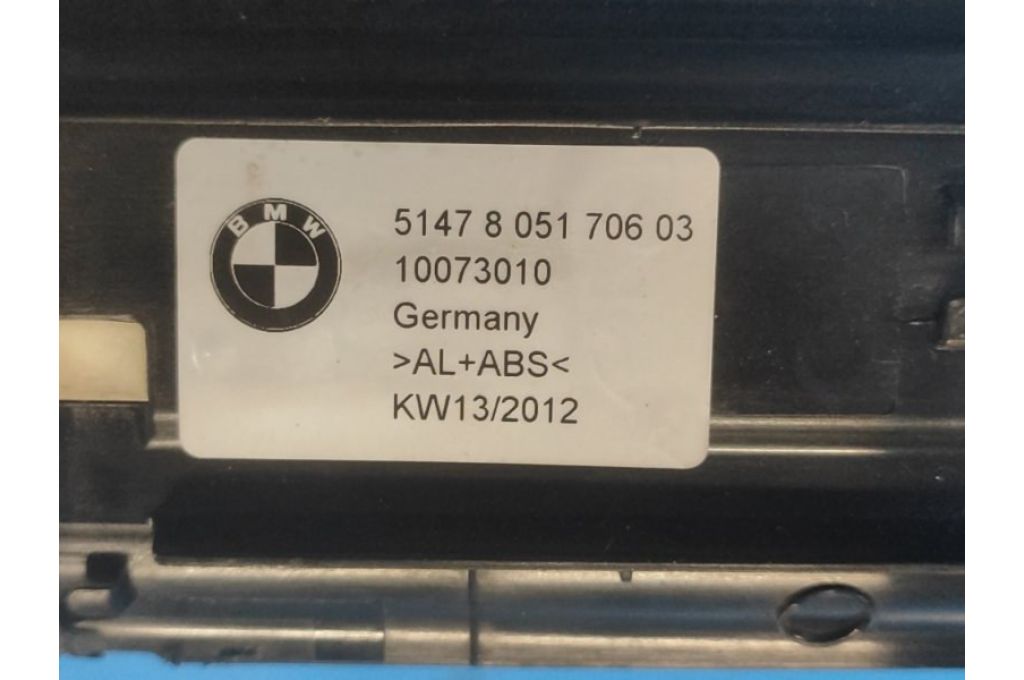 BMW
5147 8 051 706 03
10073010
Germany
>AL+ABS<
KW13/2012